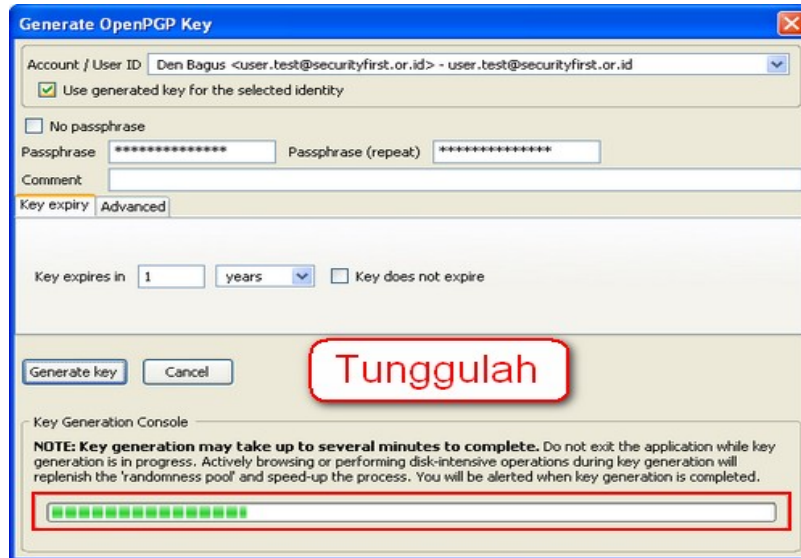 Generate OpenPGP Key
Account / User ID Den Bagus <user.test@securityfirst.or.id> - user.test@securityfirst.or.id
Use generated key for the selected identity
No passphrase
Passphrase ************** Passphrase (repeat) **************
Comment
Key expiry Advanced
Key expires in 1 years Key does not expire
Generate key Cancel Tunggulah
Key Generation Console
NOTE: Key generation may take up to several minutes to complete. Do not exit the application while key
generation is in progress. Actively browsing or performing disk-intensive operations during key generation will
replenish the 'randomness pool' and speed-up the process. You will be alerted when key generation is completed.